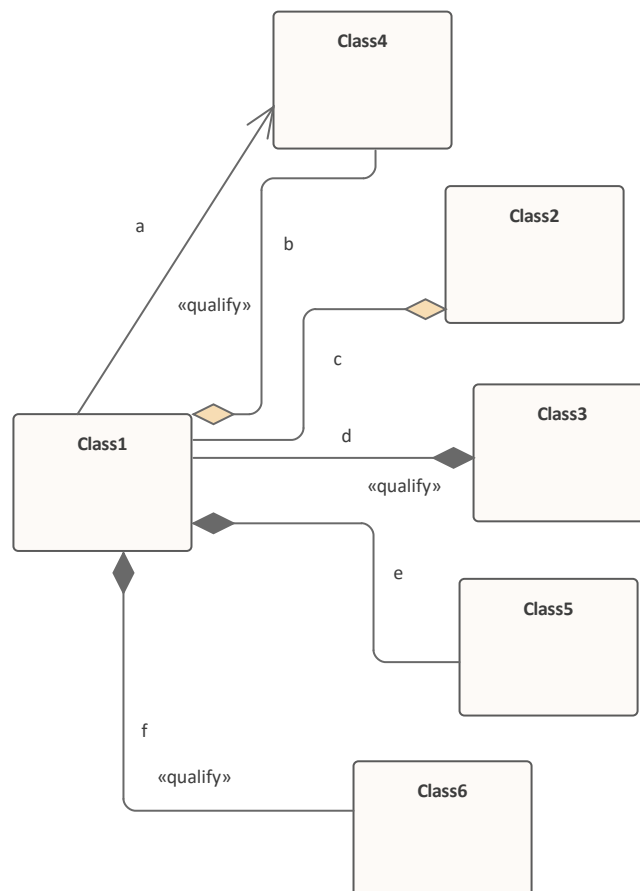 Class4
a
b
Class2
«qualify»
c
Class3
d
Class1
«qualify»
e
Class5
f
«qualify»
Class6